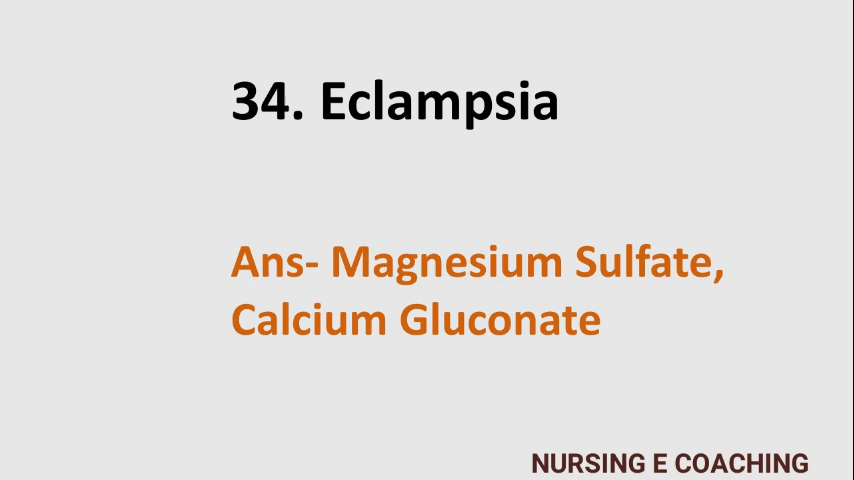 34. Eclampsia
Ans- Magnesium Sulfate,
Calcium Gluconate
NURSING E COACHING